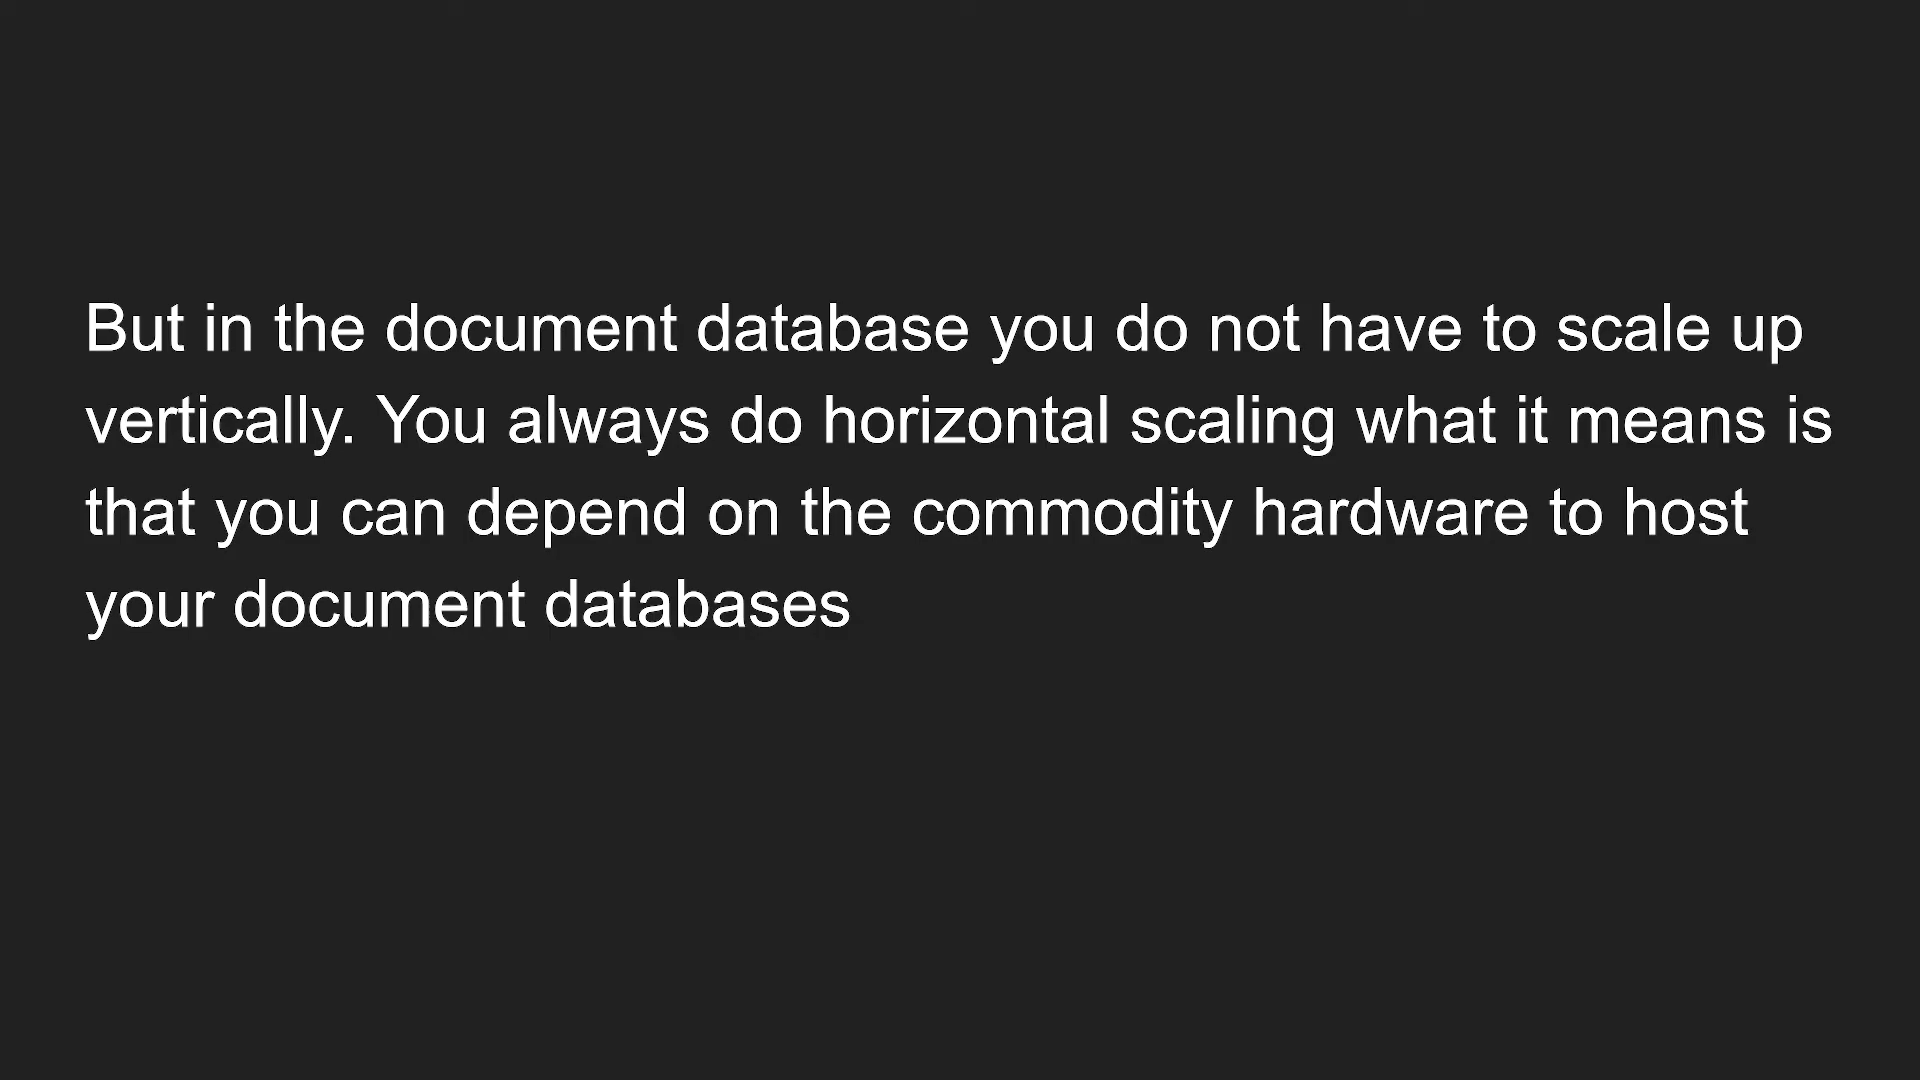 But in the document database you do not have to scale up
vertically. You always do horizontal scaling what it means is
that you can depend on the commodity hardware to host
your document databases